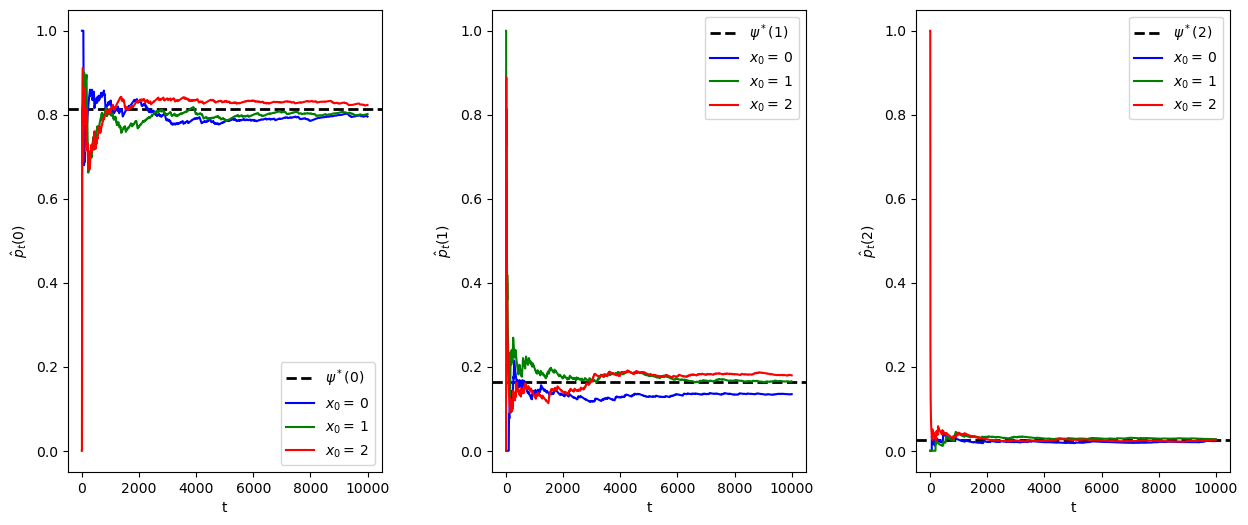 1.0
0.8
0.6
0.4
0.2
0.0
p̂ₜ(0)
ψ*(0)
x₀ = 0
x₀ = 1
x₀ = 2
0 2000 4000 6000 8000 10000
t
1.0
0.8
0.6
0.4
0.2
0.0
p̂ₜ(1)
ψ*(1)
x₀ = 0
x₀ = 1
x₀ = 2
0 2000 4000 6000 8000 10000
t
1.0
0.8
0.6
0.4
0.2
0.0
p̂ₜ(2)
ψ*(2)
x₀ = 0
x₀ = 1
x₀ = 2
0 2000 4000 6000 8000 10000
t